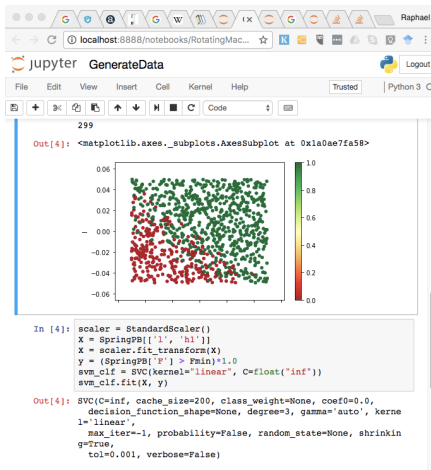 Raphael
localhost:8888/notebooks/RotatingMac...
jupyter GenerateData
Logout
File Edit View Insert Cell Kernel Help Trusted Python 3
Code
299
Out[4]: <matplotlib.axes._subplots.AxesSubplot at 0x1a0ae7fa58>
0.06
0.04
0.02
0.00
−0.02
−0.04
−0.06
l
1.0
0.8
0.6
0.4
0.2
0.0
In [4]: scaler = StandardScaler()
X = SpringPB[['l', 'hl']]
X = scaler.fit_transform(X)
y = (SpringPB['F'] > Fmin)*1.0
svm_clf = SVC(kernel="linear", C=float("inf"))
svm_clf.fit(X, y)
Out[4]: SVC(C=inf, cache_size=200, class_weight=None, coef0=0.0,
decision_function_shape=None, degree=3, gamma='auto', kerne
l='linear',
max_iter=-1, probability=False, random_state=None, shrinkin
g=True,
tol=0.001, verbose=False)